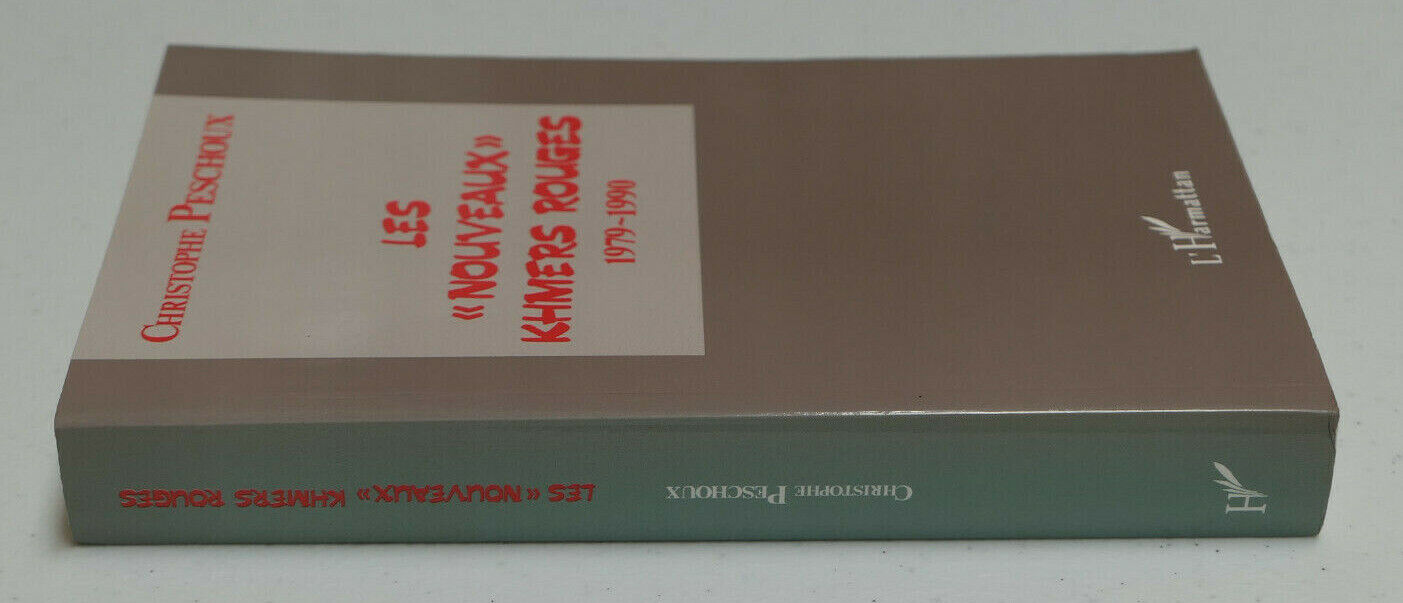 CHRISTOPHE PESCHOUX
LES
« NOUVEAUX »
KHMERS ROUGES
1979-1990
L'Harmattan
LES « NOUVEAUX » KHMERS ROUGES
CHRISTOPHE PESCHOUX
H